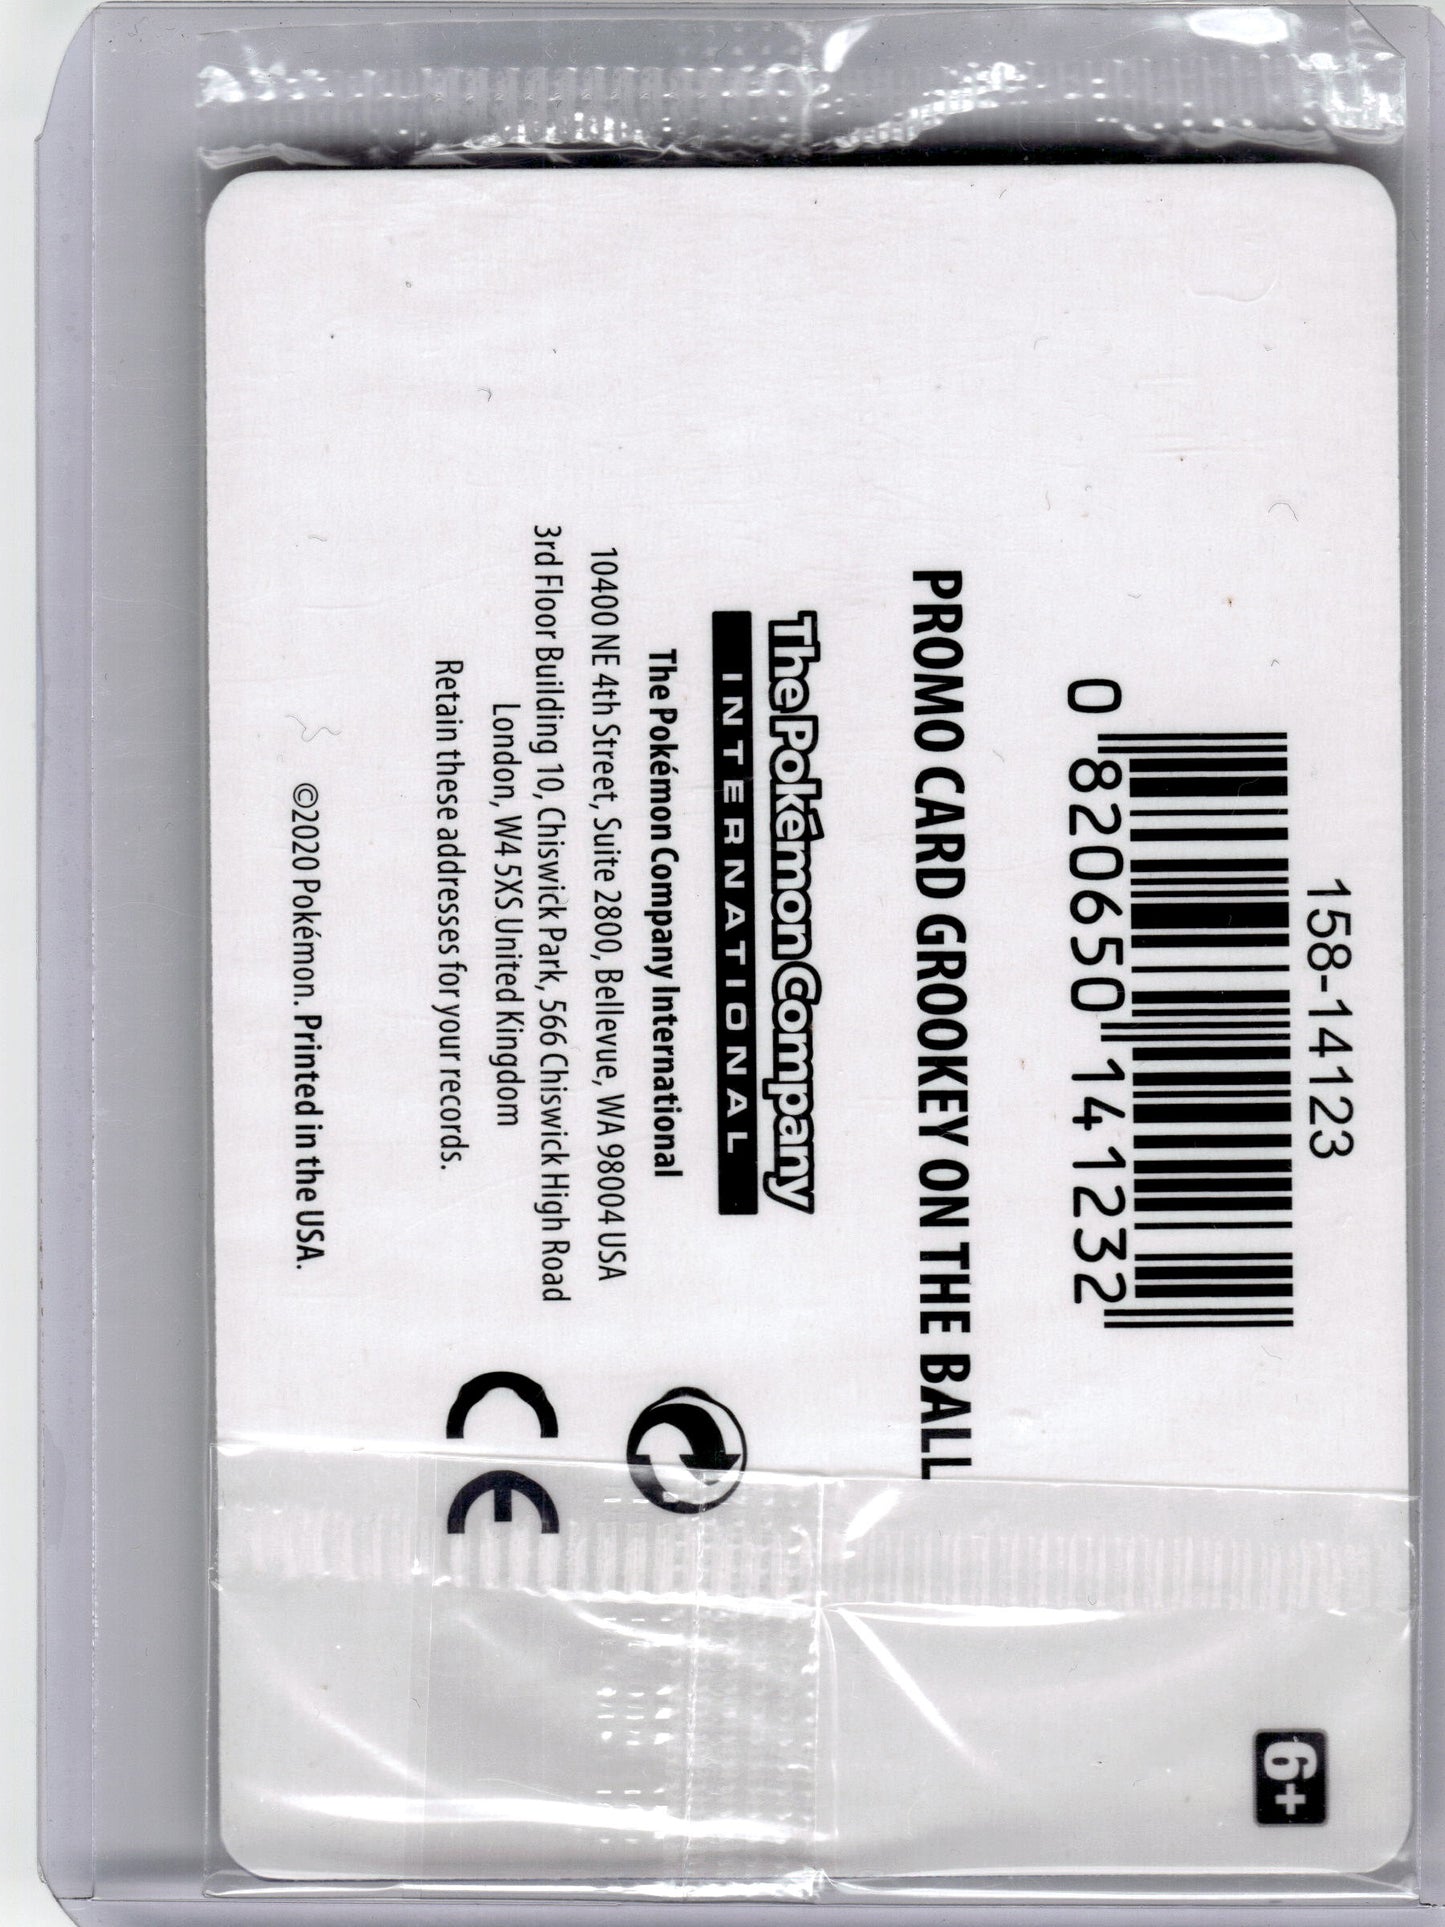 158-14123
0 820650 141232
PROMO CARD GROOKEY ON THE BALL
The Pokémon Company
INTERNATIONAL
The Pokémon Company International
10400 NE 4th Street, Suite 2800, Bellevue, WA 98004 USA
3rd Floor Building 10, Chiswick Park, 566 Chiswick High Road
London, W4 5XS United Kingdom
Retain these addresses for your records.
©2020 Pokémon. Printed in the USA.
CE
6+